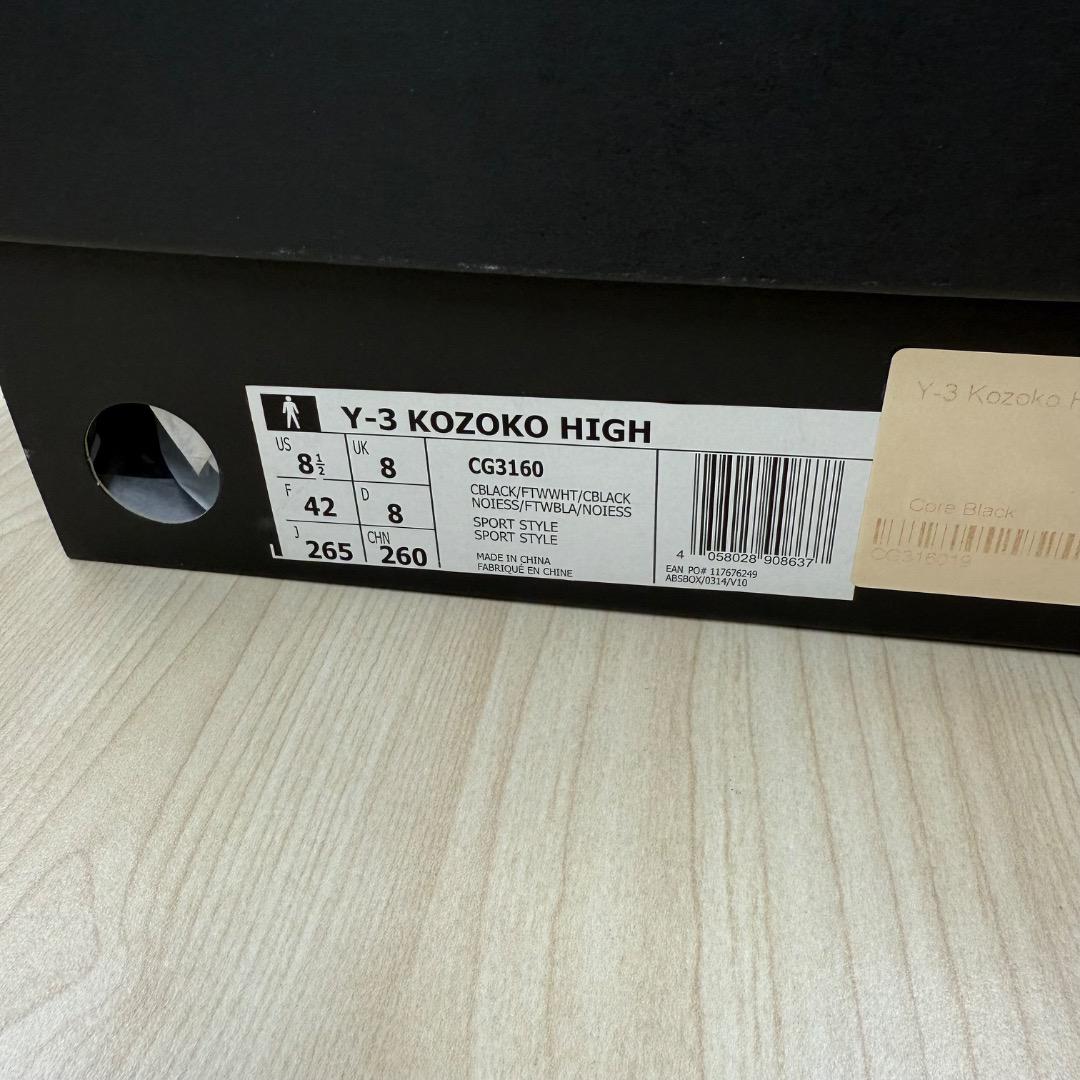 Y-3 KOZOKO HIGH
US 8½ UK 8
F 42 D 8
J 265 CHN 260
CG3160
CBLACK/FTWWHT/CBLACK
NOIESS/FTWBLA/NOIESS
SPORT STYLE
SPORT STYLE
MADE IN CHINA
FABRIQUÉ EN CHINE
4 058028 908637
EAN PO# 117676249
ABSBOX/0314/V10
Y-3 Kozoko
Core Black